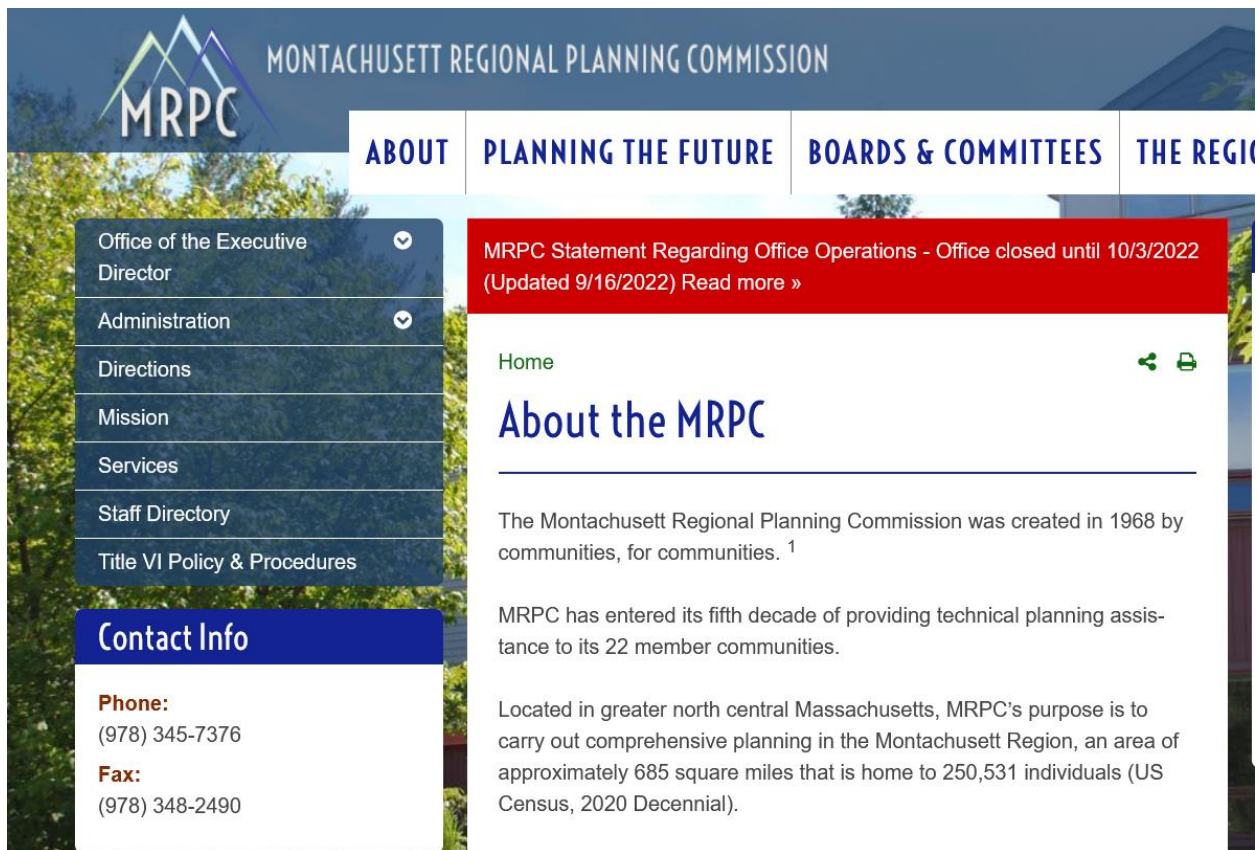 MRPC
MONTACHUSETT REGIONAL PLANNING COMMISSION
ABOUT
PLANNING THE FUTURE
BOARDS & COMMITTEES
Office of the Executive
Director
Administration
Directions
Mission
Services
Staff Directory
Title VI Policy & Procedures
Contact Info
Phone:
(978) 345-7376
Fax:
(978) 348-2490
MRPC Statement Regarding Office Operations - Office closed until 10/3/2022
(Updated 9/16/2022) Read more »
Home
About the MRPC
The Montachusett Regional Planning Commission was created in 1968 by
communities, for communities. 1
MRPC has entered its fifth decade of providing technical planning assis-
tance to its 22 member communities.
Located in greater north central Massachusetts, MRPC’s purpose is to
carry out comprehensive planning in the Montachusett Region, an area of
approximately 685 square miles that is home to 250,531 individuals (US
Census, 2020 Decennial).